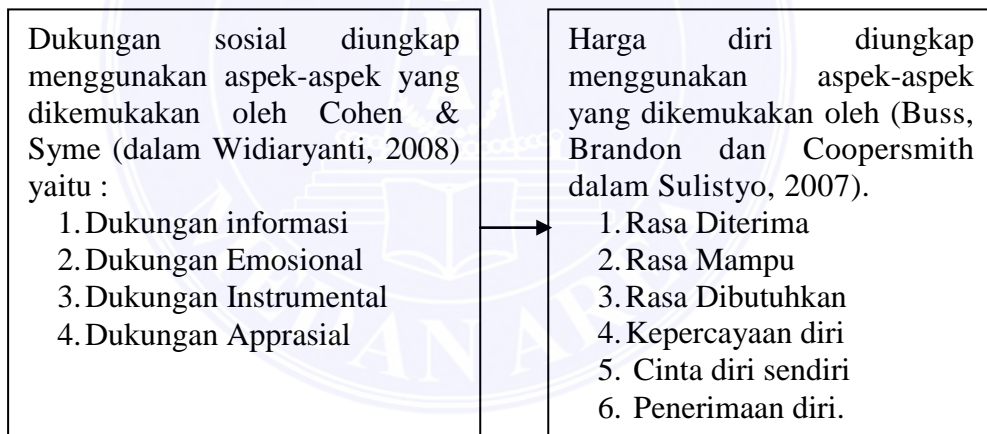 Dukungan sosial diungkap
menggunakan aspek-aspek yang
dikemukakan oleh Cohen &
Syme (dalam Widiaryanti, 2008)
yaitu :
1. Dukungan informasi
2. Dukungan Emosional
3. Dukungan Instrumental
4. Dukungan Apprasial
Harga diri diungkap
menggunakan aspek-aspek
yang dikemukakan oleh (Buss,
Brandon dan Coopersmith
dalam Sulistyo, 2007).
1. Rasa Diterima
2. Rasa Mampu
3. Rasa Dibutuhkan
4. Kepercayaan diri
5. Cinta diri sendiri
6. Penerimaan diri.